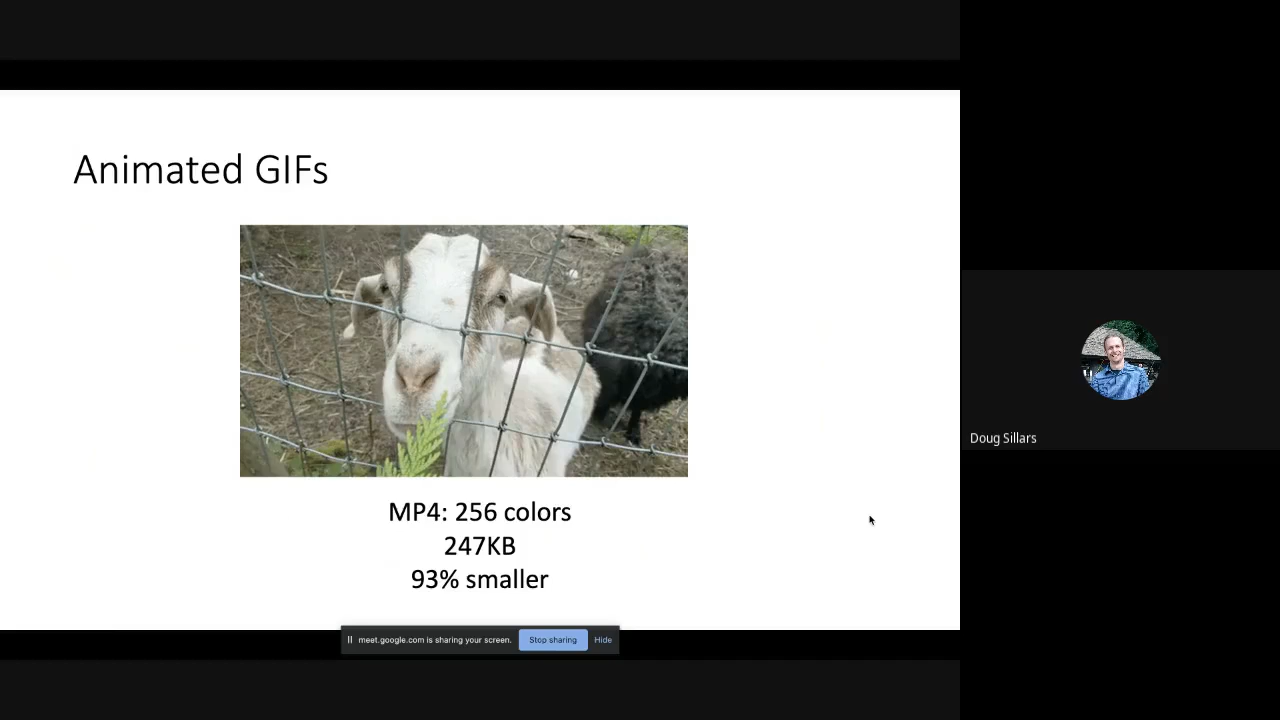 Animated GIFs
MP4: 256 colors
247KB
93% smaller
meet.google.com is sharing your screen.
Stop sharing
Hide
Doug Sillars